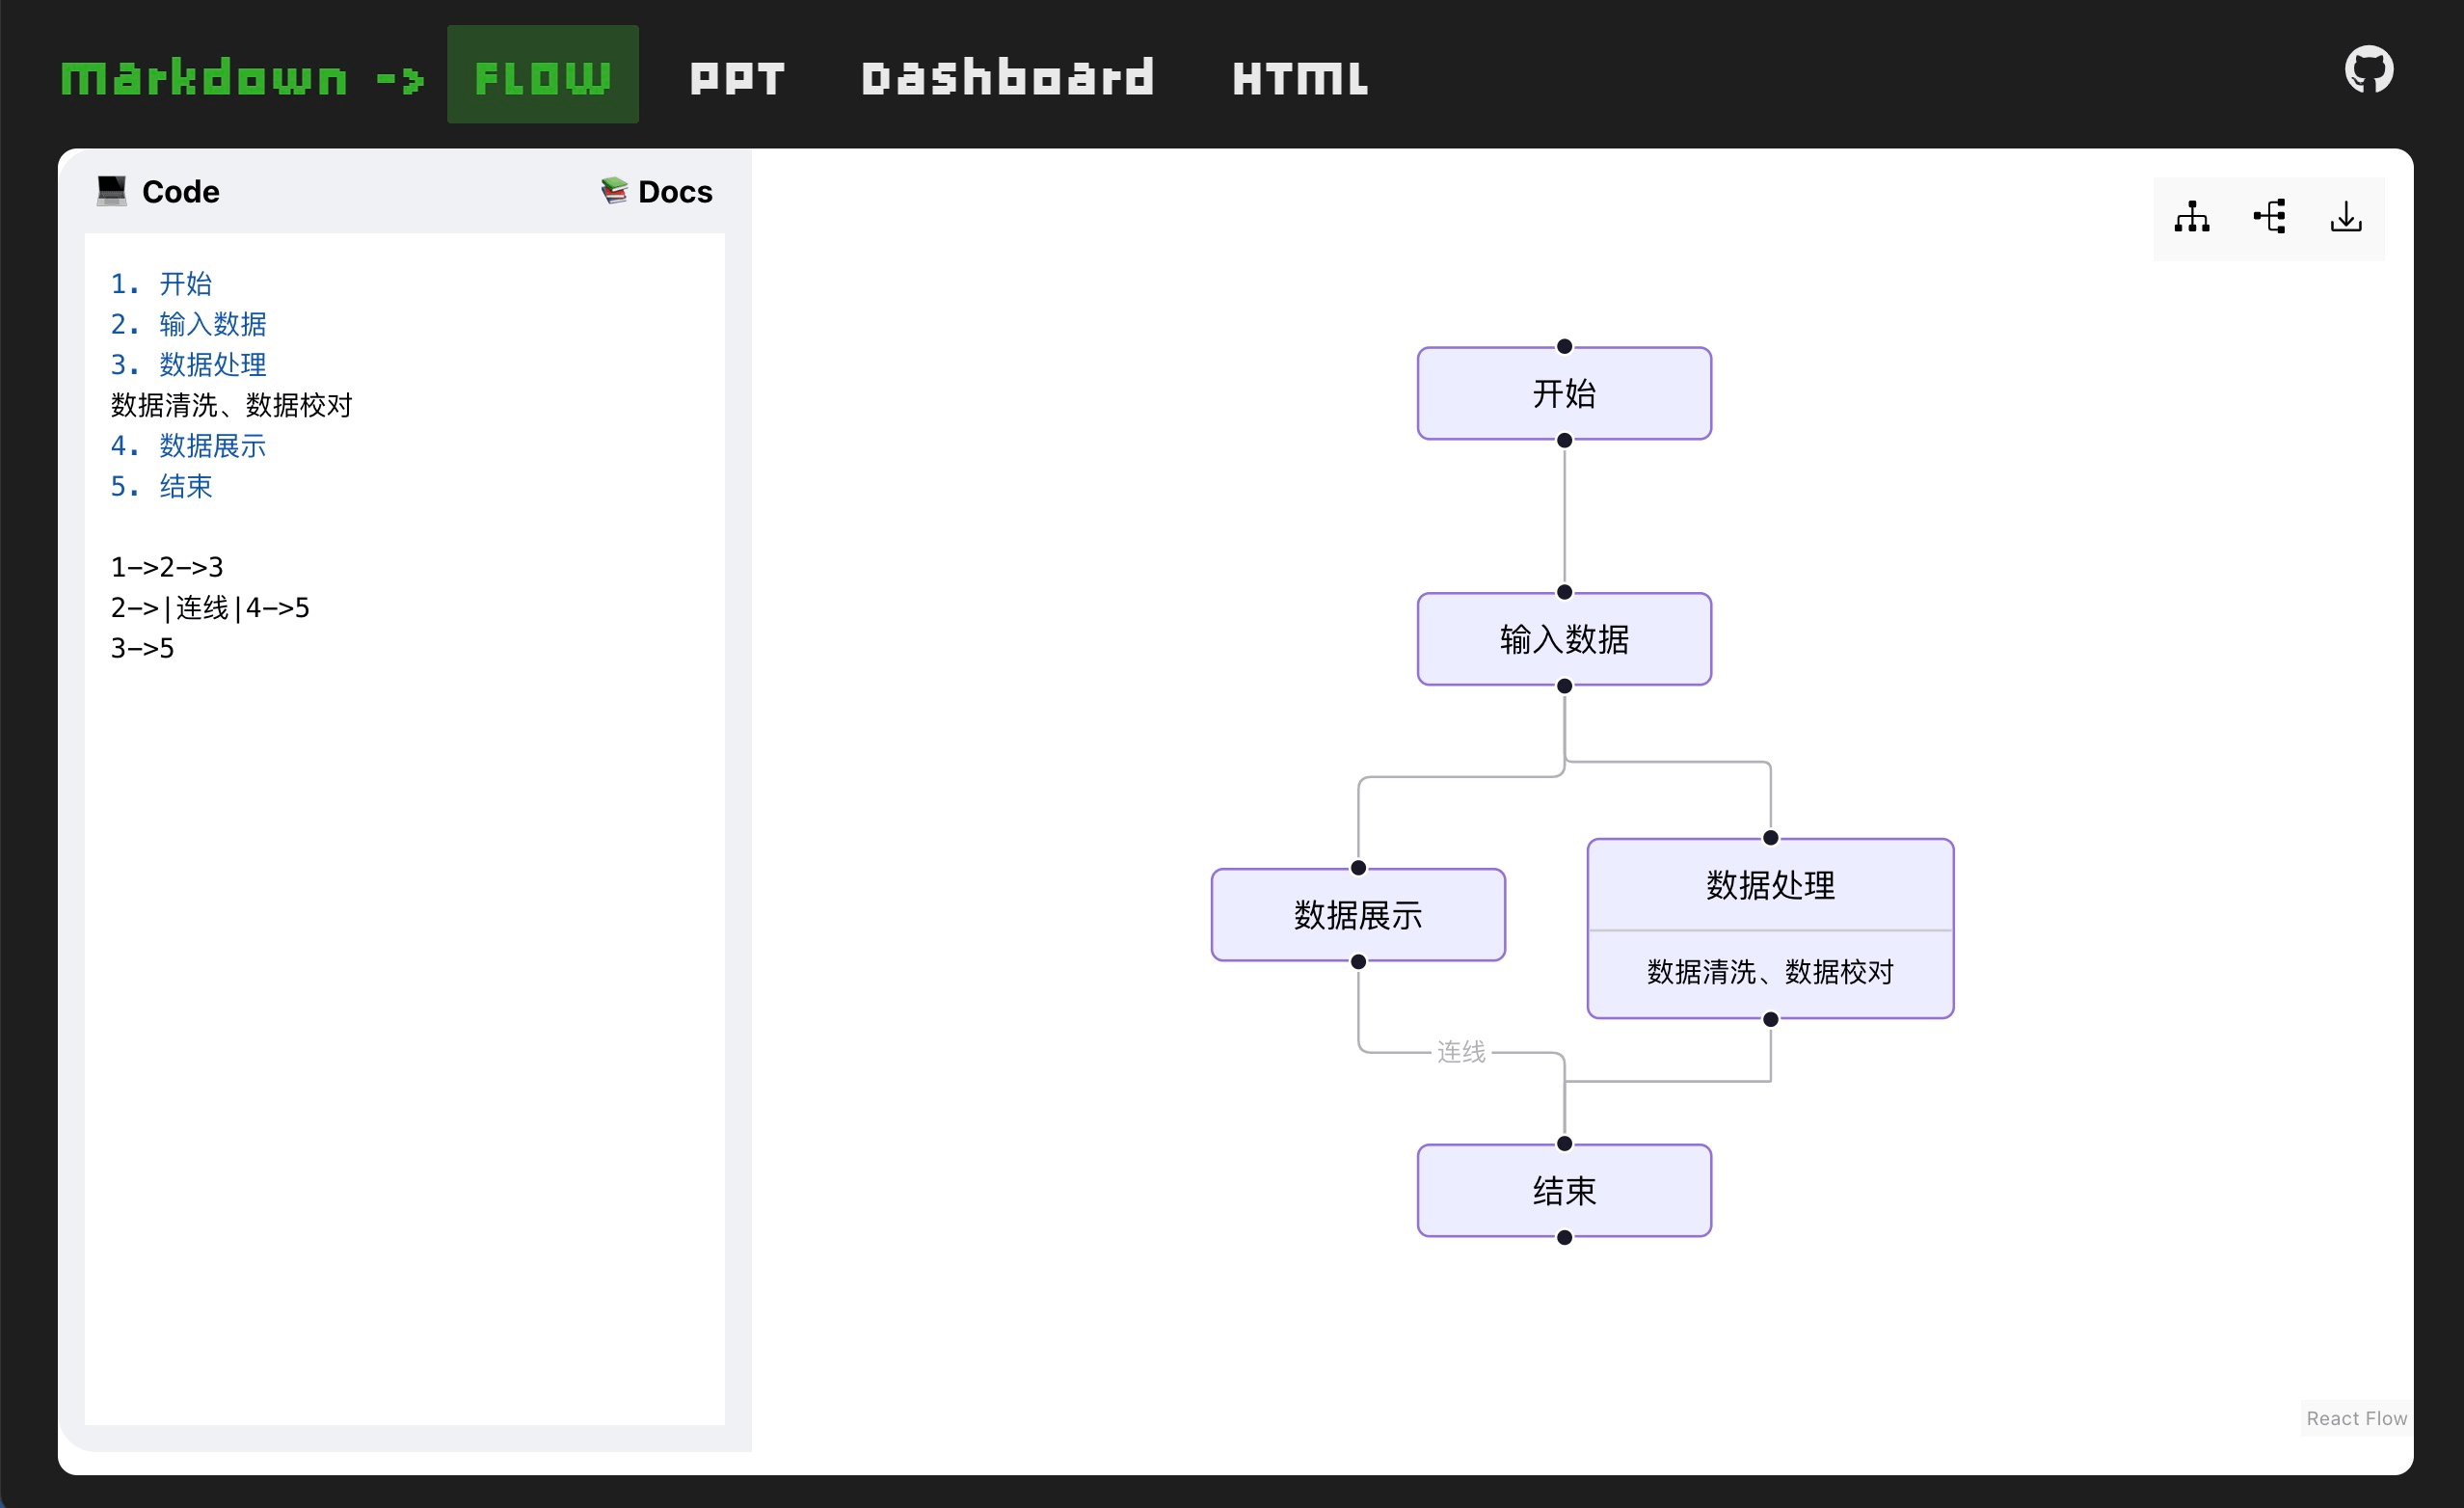 Markdown -> FLOW PPT Dashboard HTML
Code
Docs
1. 开始
2. 输入数据
3. 数据处理
数据清洗、数据校对
4. 数据展示
5. 结束
1->2->3
2->|连线|4->5
3->5
开始
输入数据
数据展示
数据处理
数据清洗、数据校对
连线
结束
React Flow